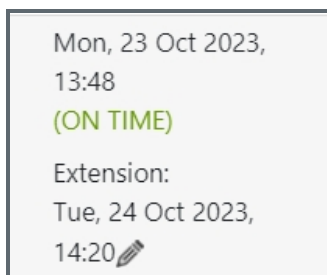 Mon, 23 Oct 2023,
13:48
(ON TIME)
Extension:
Tue, 24 Oct 2023,
14:20